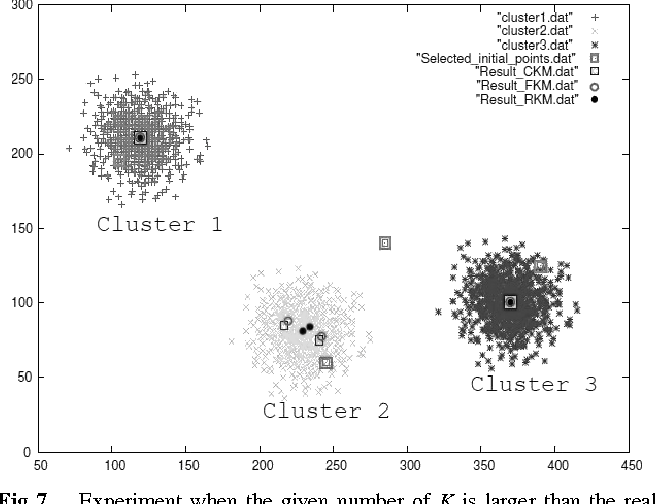 300
250
200
150
100
50
0
"cluster1.dat"
"cluster2.dat"
"cluster3.dat"
"Selected_initial_points.dat"
"Result_CKM.dat"
"Result_FKM.dat"
"Result_RKM.dat"
Cluster 1
Cluster 2
Cluster 3
50 100 150 200 250 300 350 400 450
Fig 7 Experiment when the given number of K is larger than the real